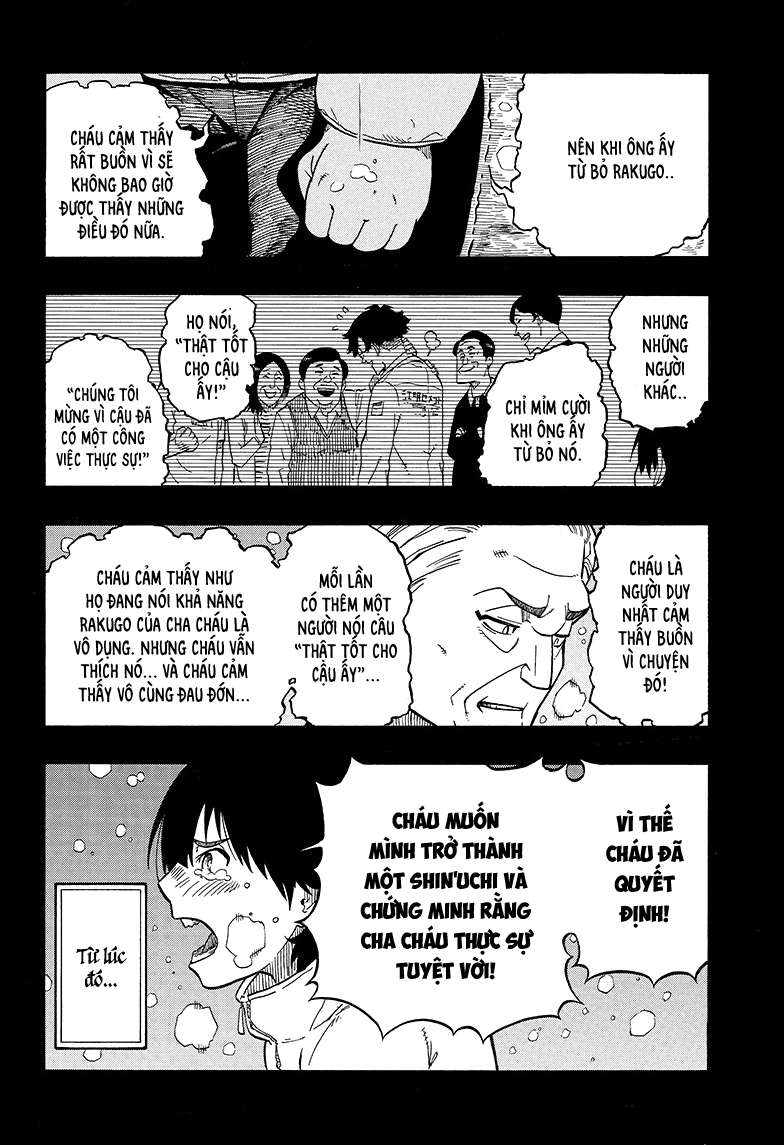 NÊN KHI ÔNG ẤY
TỪ BỎ RAKUGO..
CHÁU CẢM THẤY
RẤT BUỒN VÌ SẼ
KHÔNG BAO GIỜ
ĐƯỢC THẤY NHỮNG
ĐIỀU ĐÓ NỮA.
NHƯNG
NHỮNG
NGƯỜI
KHÁC..
CHỈ MỈM CƯỜI
KHI ÔNG ẤY
TỪ BỎ NÓ.
HỌ NÓI,
“THẬT TỐT
CHO CẬU
ẤY!”
“CHÚNG TÔI
MỪNG VÌ CẬU ĐÃ
CÓ MỘT CÔNG
VIỆC THỰC SỰ!”
CHÁU LÀ
NGƯỜI DUY
NHẤT CẢM
THẤY BUỒN
VÌ CHUYỆN
ĐÓ!
MỖI LẦN
CÓ THÊM MỘT
NGƯỜI NÓI CÂU
“THẬT TỐT CHO
CẬU ẤY”...
CHÁU CẢM THẤY NHƯ
HỌ ĐANG NÓI KHẢ NĂNG
RAKUGO CỦA CHA CHÁU LÀ
VÔ DỤNG. NHƯNG CHÁU VẪN
THÍCH NÓ... VÀ CHÁU CẢM
THẤY VÔ CÙNG ĐAU ĐỚN...
VÌ THẾ
CHÁU ĐÃ
QUYẾT
ĐỊNH!
CHÁU MUỐN
MÌNH TRỞ THÀNH
MỘT SHIN'UCHI VÀ
CHỨNG MINH RẰNG
CHA CHÁU THỰC SỰ
TUYỆT VỜI!
Từ lúc
đó...